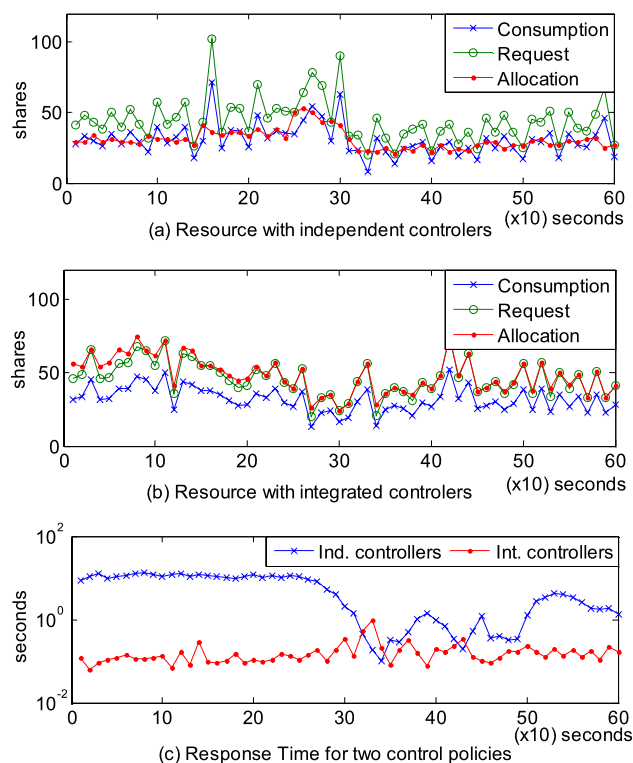 100
50
0
shares
Consumption
Request
Allocation
0 10 20 30 40 50 60
(x10) seconds
(a) Resource with independent controlers
100
50
0
shares
Consumption
Request
Allocation
0 10 20 30 40 50 60
(x10) seconds
(b) Resource with integrated controlers
10^2
10^0
10^-2
seconds
Ind. controllers Int. controllers
0 10 20 30 40 50 60
(x10) seconds
(c) Response Time for two control policies